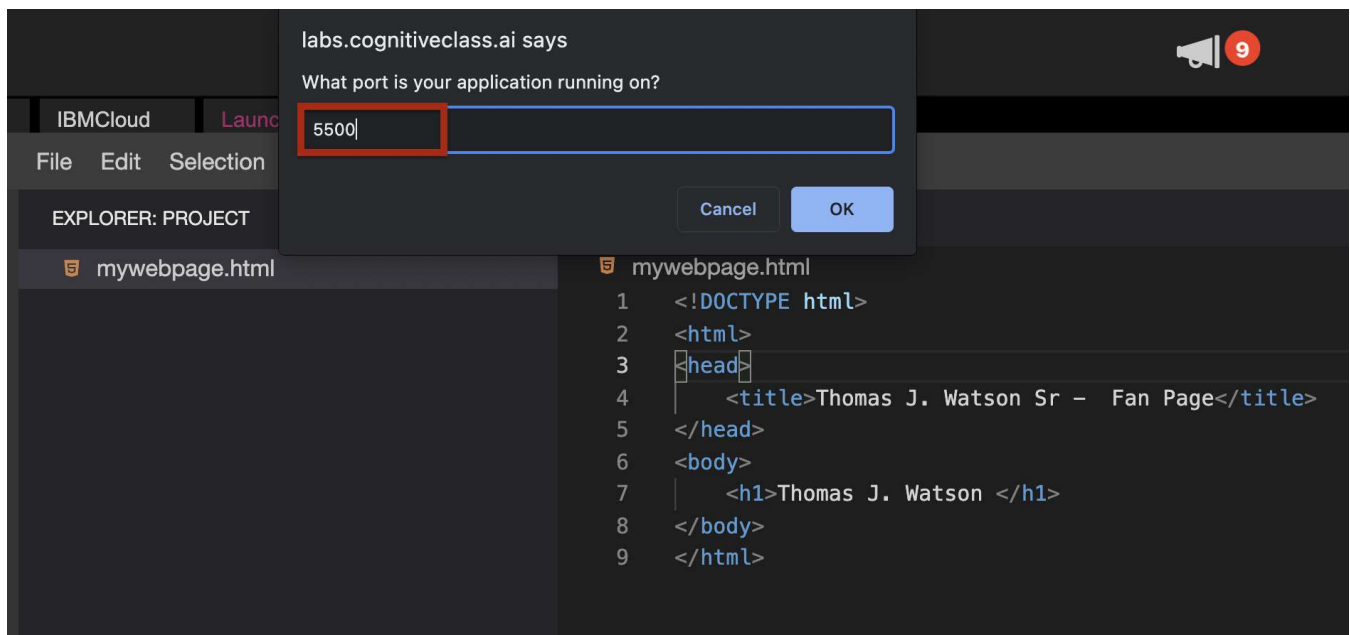 labs.cognitiveclass.ai says
9
What port is your application running on?
IBMCloud
5500
File Edit Selection
Cancel OK
EXPLORER: PROJECT
mywebpage.html
mywebpage.html
1 <!DOCTYPE html>
2 <html>
3 <head>
4 <title>Thomas J. Watson Sr -  Fan Page</title>
5 </head>
6 <body>
7 <h1>Thomas J. Watson </h1>
8 </body>
9 </html>